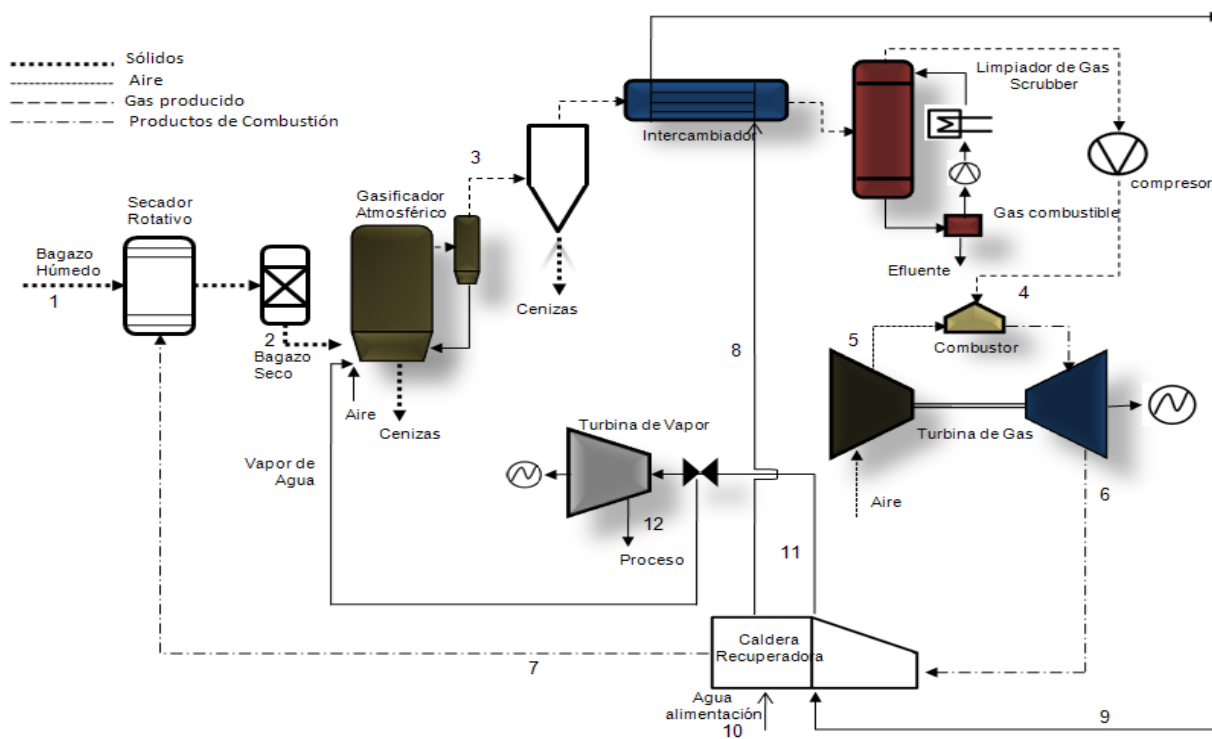 Sólidos
Aire
Gas producido
Productos de Combustión
Secador
Rotativo
Bagazo
Húmedo
1
2
Bagazo
Seco
Gasificador
Atmosférico
3
Aire
Cenizas
Vapor de
Agua
Cenizas
Intercambiador
Limpiador de Gas
Scrubber
compresor
Gas combustible
Efluente
4
Combustor
5
Turbina de Gas
Aire
6
8
Turbina de Vapor
12
Proceso
11
Caldera
Recuperadora
7
Agua
alimentación
10
9